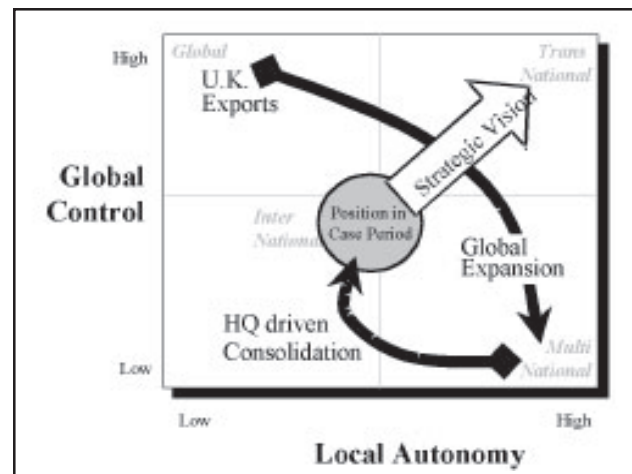 Global
Trans
National
High
U.K.
Exports
Strategic Vision
Global
Control
Inter
National
Position in
Case Period
Global
Expansion
HQ driven
Consolidation
Multi
National
Low
Low
High
Local Autonomy